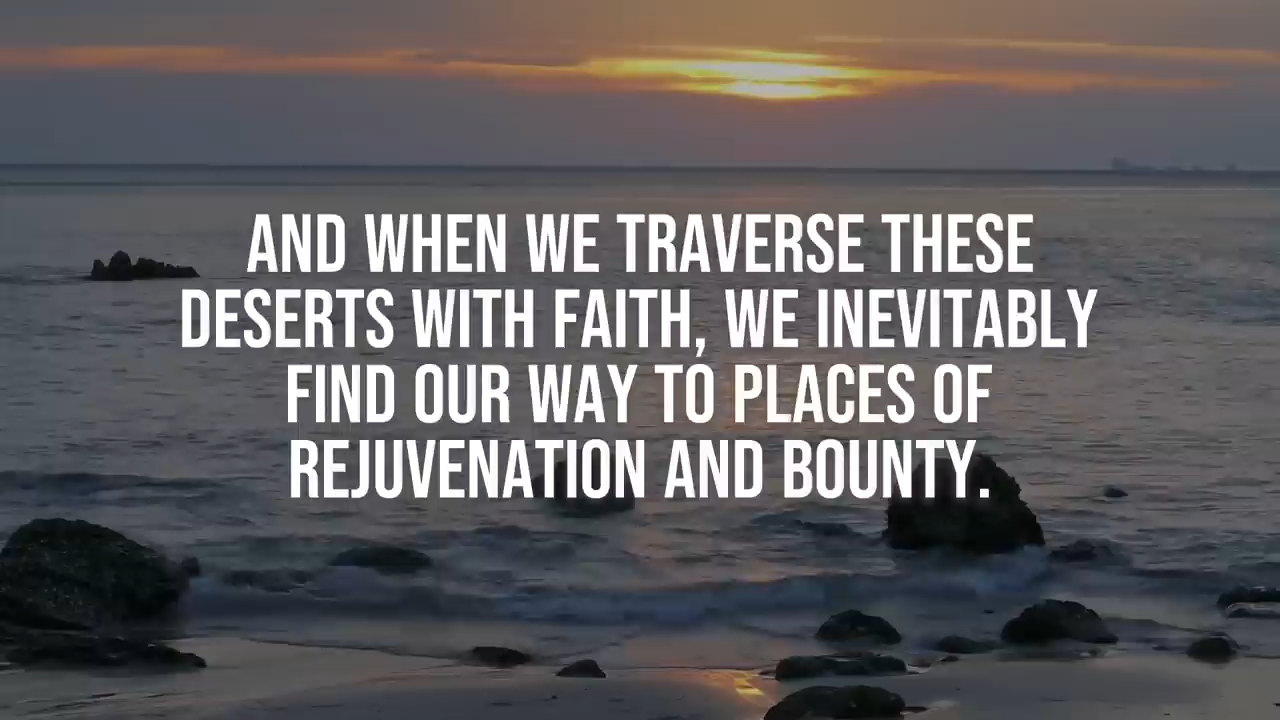 AND WHEN WE TRAVERSE THESE
DESERTS WITH FAITH, WE INEVITABLY
FIND OUR WAY TO PLACES OF
REJUVENATION AND BOUNTY.